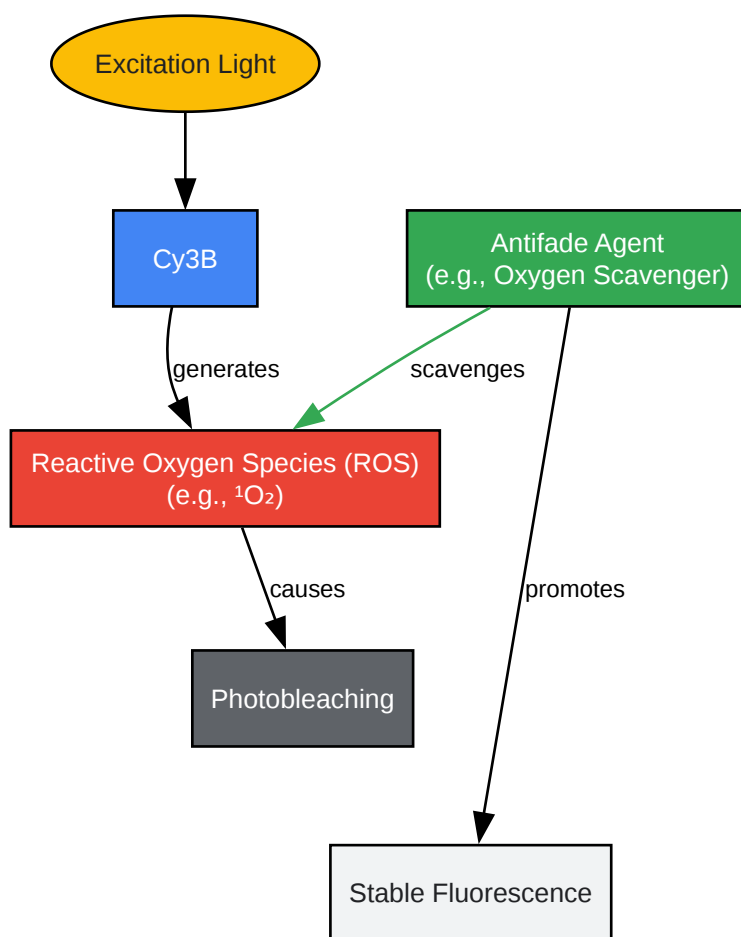 Excitation Light
Cy3B
Antifade Agent
(e.g., Oxygen Scavenger)
generates
scavenges
Reactive Oxygen Species (ROS)
(e.g., ¹O₂)
causes
promotes
Photobleaching
Stable Fluorescence